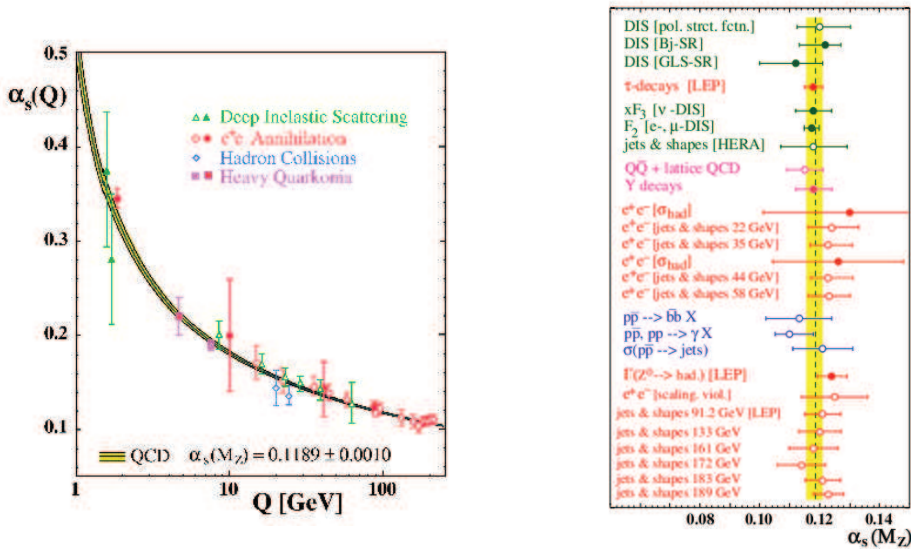 0.5
αs(Q)
0.4
0.3
0.2
0.1
Deep Inelastic Scattering
e⁺e⁻ Annihilation
Hadron Collisions
Heavy Quarkonia
QCD αs(MZ) = 0.1189 ± 0.0010
1 10 100
Q [GeV]
DIS [pol. strct. fctn.]
DIS [Bj-SR]
DIS [GLS-SR]
τ-decays [LEP]
xF₃ [ν -DIS]
F₂ [e-, μ-DIS]
jets & shapes [HERA]
QQ̄ + lattice QCD
Υ decays
e⁺e⁻ [σhad]
e⁺e⁻ [jets & shapes 22 GeV]
e⁺e⁻ [jets & shapes 35 GeV]
e⁺e⁻ [σhad]
e⁺e⁻ [jets & shapes 44 GeV]
e⁺e⁻ [jets & shapes 58 GeV]
pp̄ --> bb̄ X
pp̄, pp --> γ X
σ(pp̄ --> jets)
Γ(Z⁰--> had.) [LEP]
e⁺e⁻ [scaling. viol.]
jets & shapes 91.2 GeV [LEP]
jets & shapes 133 GeV
jets & shapes 161 GeV
jets & shapes 172 GeV
jets & shapes 183 GeV
jets & shapes 189 GeV
0.08 0.10 0.12 0.14
αs(MZ)